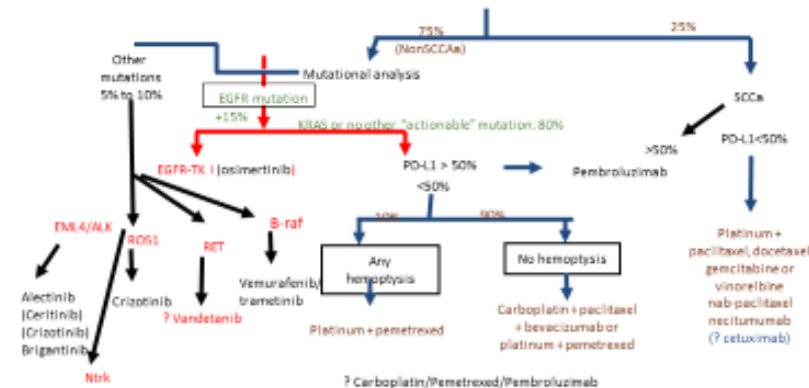 75%
(NonSCCAa)
25%
Other
mutations
5% to 10%
Mutational analysis
EGFR mutation
+15%
KRAS or no other "actionable" mutation: 80%
SCCa
PD-L1<50%
>50%
EGFR-TK I (osimertinib)
PD-L1 > 50%
<50%
Pembroluzimab
10%
90%
EML4/ALK
ROS1
RET
B-raf
Any
hemoptysis
No hemoptysis
Platinum +
paclitaxel, docetaxel
gemcitabine or
vinorelbine
nab-paclitaxel
necitumumab
(? cetuximab)
Alectinib
(Ceritinib)
(Crizotinib)
Brigantinib
Crizotinib
? Vandetanib
Vemurafenib/
trametinib
Platinum + pemetrexed
Carboplatin + paclitaxel
+ bevacizumab or
platinum + pemetrexed
Ntrk
? Carboplatin/Pemetrexed/Pembroluzimab